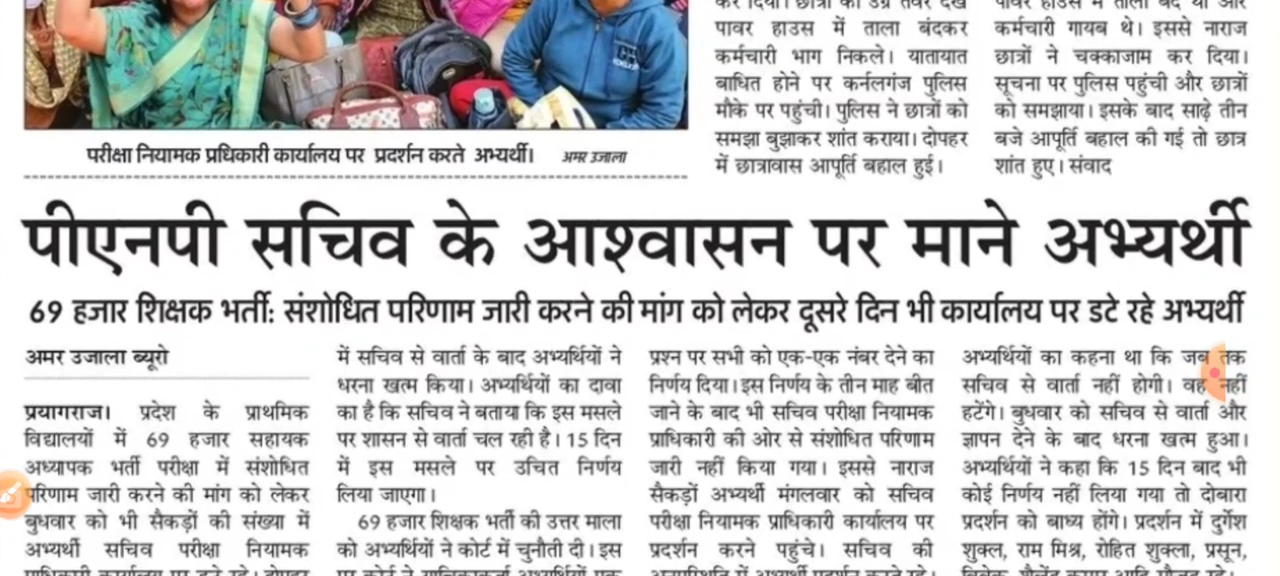 कर दिया। छात्रों का उग्र तेवर देख
पावर हाउस में ताला बंदकर
कर्मचारी भाग निकले। यातायात
बाधित होने पर कर्नलगंज पुलिस
मौके पर पहुंची। पुलिस ने छात्रों को
समझा बुझाकर शांत कराया। दोपहर
में छात्रावास आपूर्ति बहाल हुई।
पावर हाउस में ताला बंद था और
कर्मचारी गायब थे। इससे नाराज
छात्रों ने चक्काजाम कर दिया।
सूचना पर पुलिस पहुंची और छात्रों
को समझाया। इसके बाद साढ़े तीन
बजे आपूर्ति बहाल की गई तो छात्र
शांत हुए। संवाद
परीक्षा नियामक प्रधिकारी कार्यालय पर प्रदर्शन करते अभ्यर्थी। अमर उजाला
पीएनपी सचिव के आश्वासन पर माने अभ्यर्थी
69 हजार शिक्षक भर्ती: संशोधित परिणाम जारी करने की मांग को लेकर दूसरे दिन भी कार्यालय पर डटे रहे अभ्यर्थी
अमर उजाला ब्यूरो
प्रयागराज। प्रदेश के प्राथमिक
विद्यालयों में 69 हजार सहायक
अध्यापक भर्ती परीक्षा में संशोधित
परिणाम जारी करने की मांग को लेकर
बुधवार को भी सैकड़ों की संख्या में
अभ्यर्थी सचिव परीक्षा नियामक
में सचिव से वार्ता के बाद अभ्यर्थियों ने
धरना खत्म किया। अभ्यर्थियों का दावा
का है कि सचिव ने बताया कि इस मसले
पर शासन से वार्ता चल रही है। 15 दिन
में इस मसले पर उचित निर्णय
लिया जाएगा।
69 हजार शिक्षक भर्ती की उत्तर माला
को अभ्यर्थियों ने कोर्ट में चुनौती दी। इस
प्रश्न पर सभी को एक-एक नंबर देने का
निर्णय दिया। इस निर्णय के तीन माह बीत
जाने के बाद भी सचिव परीक्षा नियामक
प्राधिकारी की ओर से संशोधित परिणाम
जारी नहीं किया गया। इससे नाराज
सैकड़ों अभ्यर्थी मंगलवार को सचिव
परीक्षा नियामक प्राधिकारी कार्यालय पर
प्रदर्शन करने पहुंचे। सचिव की
अभ्यर्थियों का कहना था कि जब तक
सचिव से वार्ता नहीं होगी। वह नहीं
हटेंगे। बुधवार को सचिव से वार्ता और
ज्ञापन देने के बाद धरना खत्म हुआ।
अभ्यर्थियों ने कहा कि 15 दिन बाद भी
कोई निर्णय नहीं लिया गया तो दोबारा
प्रदर्शन को बाध्य होंगे। प्रदर्शन में दुर्गेश
शुक्ल, राम मिश्र, रोहित शुक्ला, प्रसून,